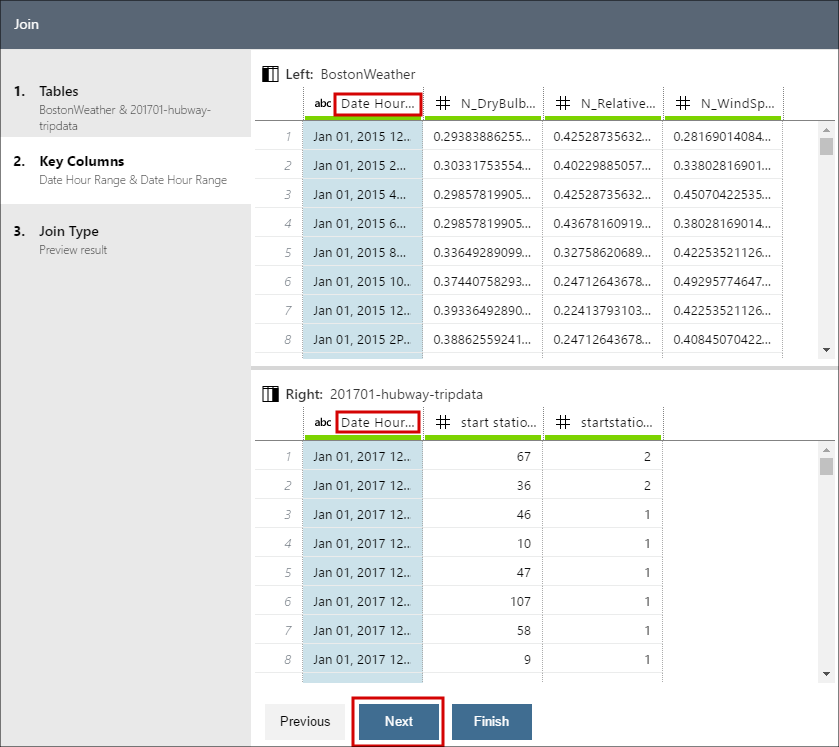 Join
1. Tables
BostonWeather & 201701-hubway-
tripdata
2. Key Columns
Date Hour Range & Date Hour Range
3. Join Type
Preview result
Left: BostonWeather
abc Date Hour... # N_DryBulb... # N_Relative... # N_WindSp...
1 Jan 01, 2015 12... 0.29383886255... 0.42528735632... 0.28169014084...
2 Jan 01, 2015 2... 0.30331753554... 0.40229885057... 0.33802816901...
3 Jan 01, 2015 4... 0.29857819905... 0.42528735632... 0.45070422535...
4 Jan 01, 2015 6... 0.29857819905... 0.43678160919... 0.38028169014...
5 Jan 01, 2015 8... 0.33649289099... 0.32758620689... 0.42253521126...
6 Jan 01, 2015 10... 0.37440758293... 0.24712643678... 0.49295774647...
7 Jan 01, 2015 12... 0.39336492890... 0.22413793103... 0.42253521126...
8 Jan 01, 2015 2P... 0.38862559241... 0.24712643678... 0.40845070422...
Right: 201701-hubway-tripdata
abc Date Hour... # start statio... # startstatio...
1 Jan 01, 2017 12... 67 2
2 Jan 01, 2017 12... 36 2
3 Jan 01, 2017 12... 46 1
4 Jan 01, 2017 12... 10 1
5 Jan 01, 2017 12... 47 1
6 Jan 01, 2017 12... 107 1
7 Jan 01, 2017 12... 58 1
8 Jan 01, 2017 12... 9 1
Previous Next Finish